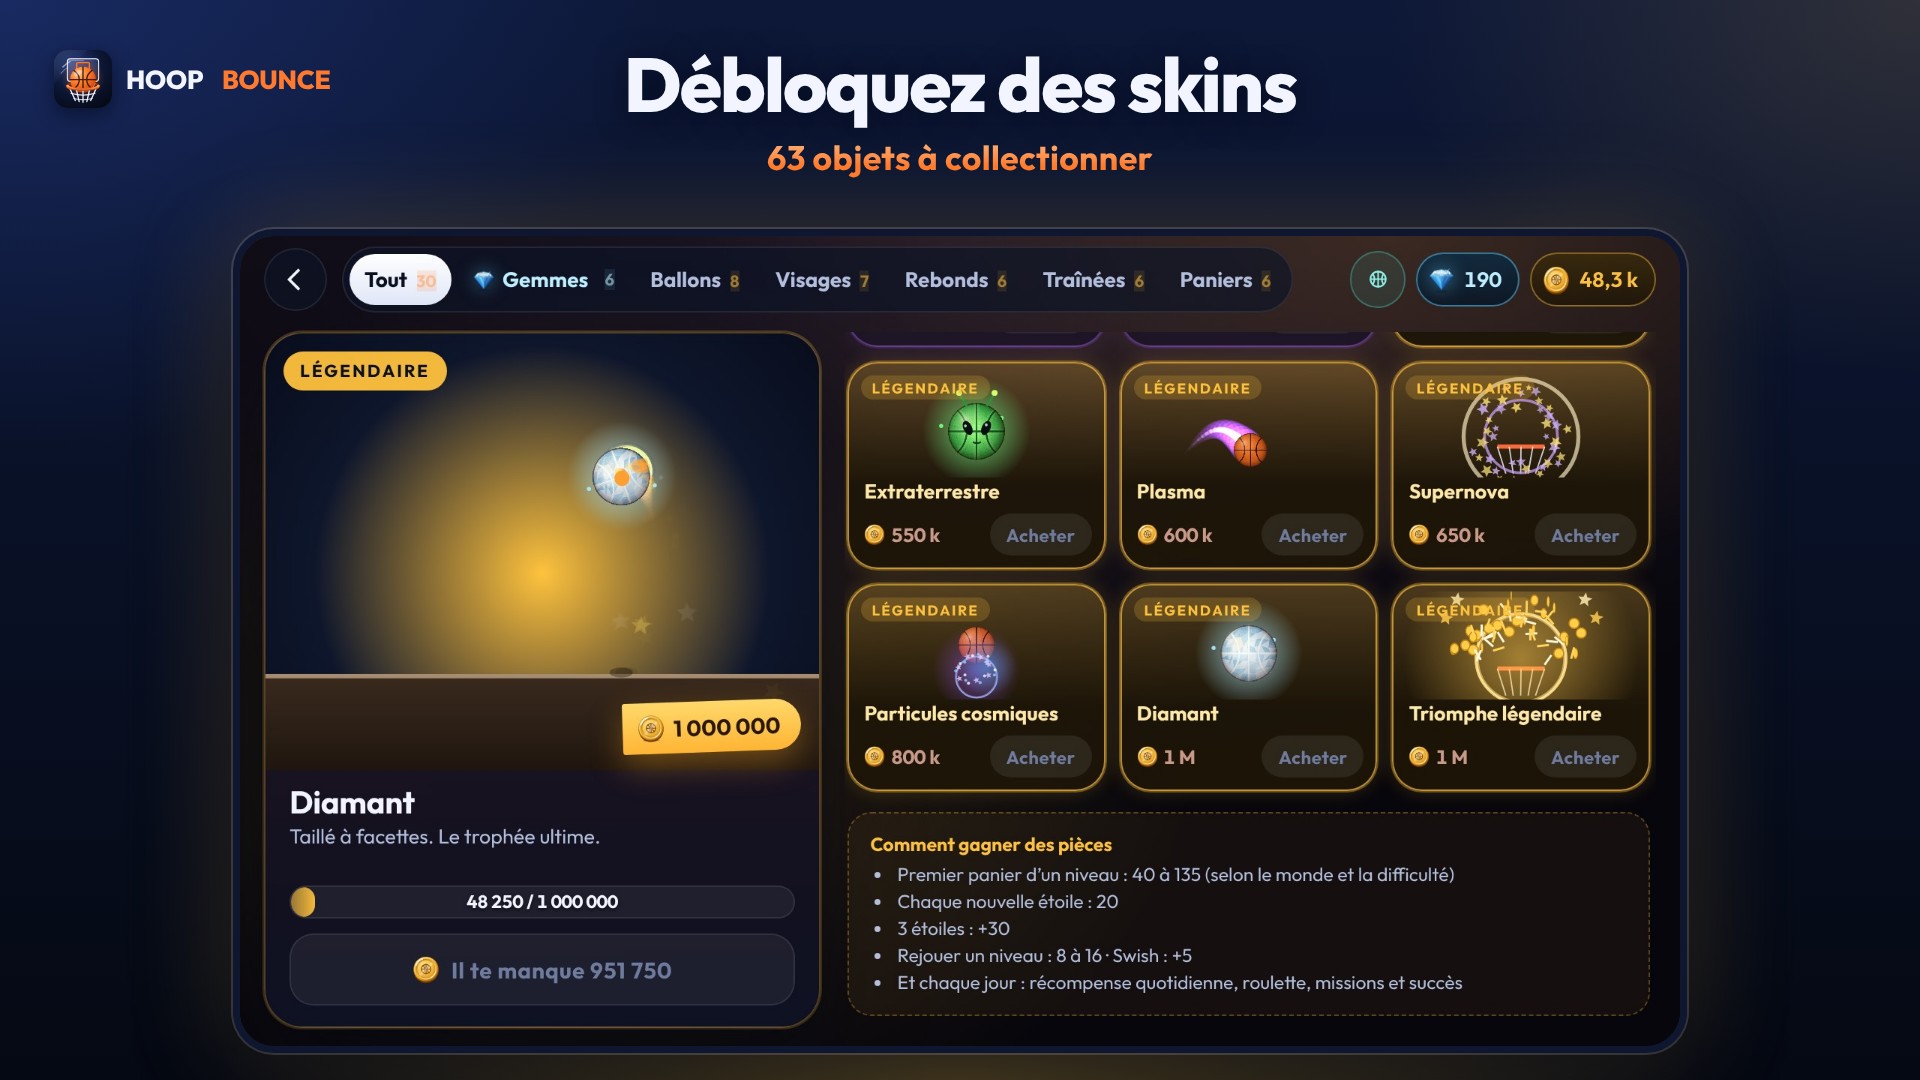 HOOP BOUNCE
Débloquez des skins
63 objets à collectionner
Tout 30
Gemmes 6
Ballons 8
Visages 7
Rebonds 6
Traînées 6
Paniers 6
190
48,3 k
LÉGENDAIRE
1 000 000
Diamant
Taillé à facettes. Le trophée ultime.
48 250 / 1 000 000
Il te manque 951 750
LÉGENDAIRE
Extraterrestre
550 k
Acheter
LÉGENDAIRE
Plasma
600 k
Acheter
LÉGENDAIRE
Supernova
650 k
Acheter
LÉGENDAIRE
Particules cosmiques
800 k
Acheter
LÉGENDAIRE
Diamant
1 M
Acheter
LÉGENDAIRE
Triomphe légendaire
1 M
Acheter
Comment gagner des pièces
• Premier panier d’un niveau : 40 à 135 (selon le monde et la difficulté)
• Chaque nouvelle étoile : 20
• 3 étoiles : +30
• Rejouer un niveau : 8 à 16 · Swish : +5
• Et chaque jour : récompense quotidienne, roulette, missions et succès